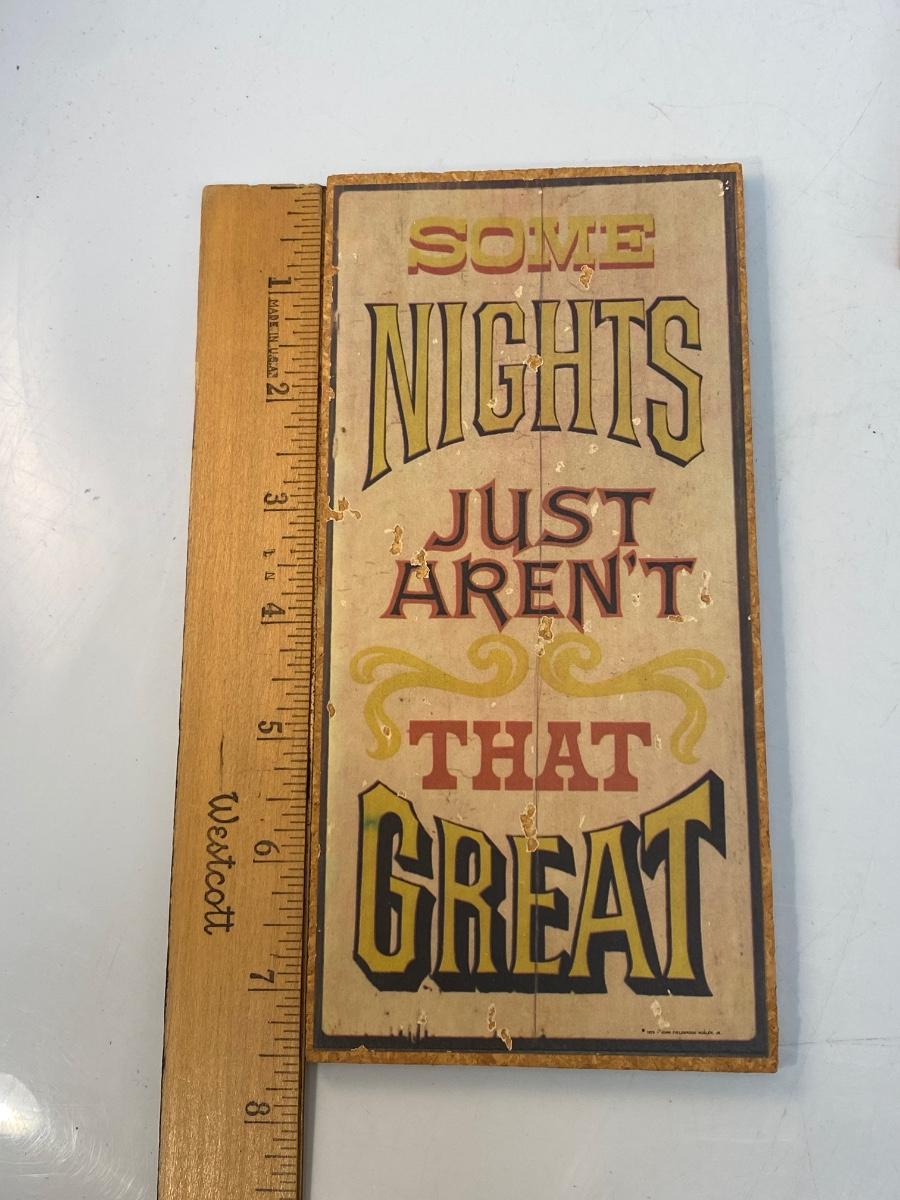 SOME
NIGHTS
JUST
AREN'T
THAT
GREAT
1
MADE IN U.S.A.
2
3
4
5
6
7
8
Westcott